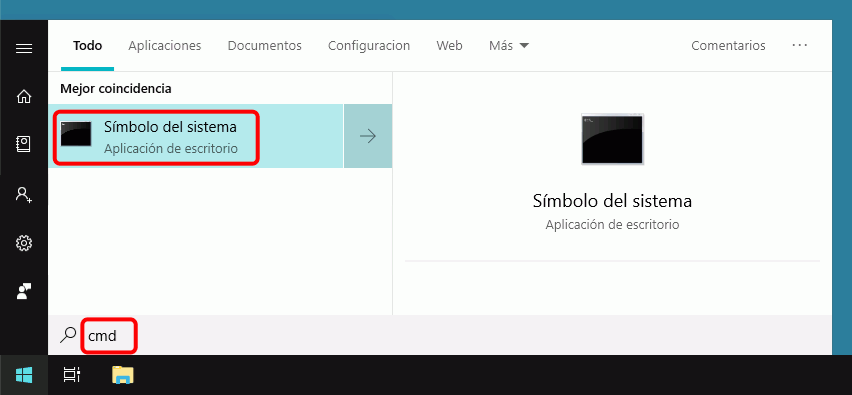 Todo Aplicaciones Documentos Configuracion Web Más Comentarios ...
Mejor coincidencia
Símbolo del sistema
Aplicación de escritorio
Símbolo del sistema
Aplicación de escritorio
cmd